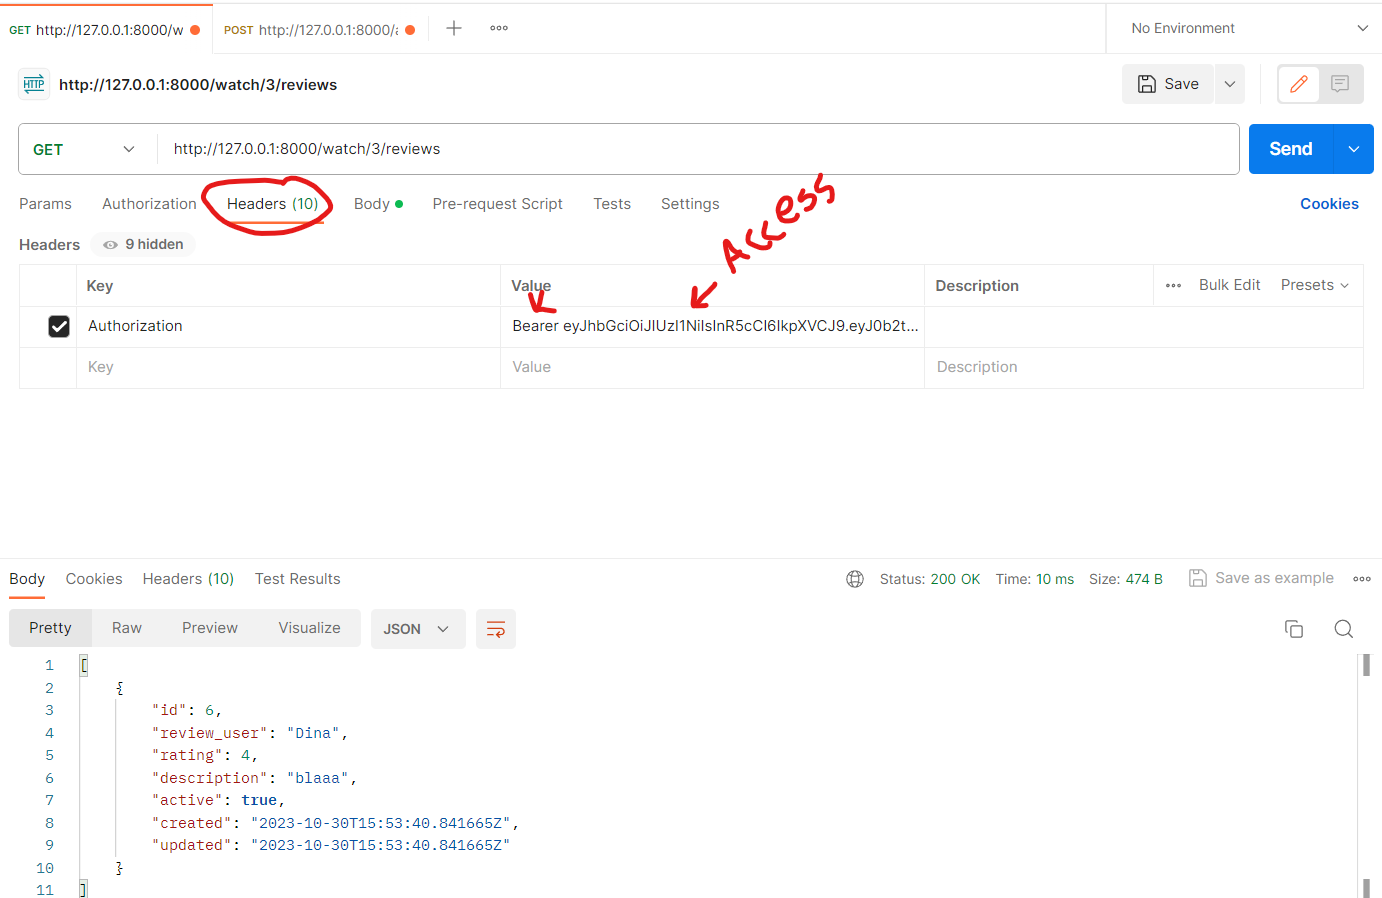 GET http://127.0.0.1:8000/w POST http://127.0.0.1:8000/a No Environment
HTTP http://127.0.0.1:8000/watch/3/reviews Save
GET http://127.0.0.1:8000/watch/3/reviews Send
Params Authorization Headers (10) Body Pre-request Script Tests Settings Cookies
Access
Headers 9 hidden
Key Value Description Bulk Edit Presets
Authorization Bearer eyJhbGciOiJIUzI1NiIsInR5cCI6IkpXVCJ9.eyJ0b2t...
Key Value Description
Body Cookies Headers (10) Test Results Status: 200 OK Time: 10 ms Size: 474 B Save as example
Pretty Raw Preview Visualize JSON
1 [
2 {
3 "id": 6,
4 "review_user": "Dina",
5 "rating": 4,
6 "description": "blaaa",
7 "active": true,
8 "created": "2023-10-30T15:53:40.841665Z",
9 "updated": "2023-10-30T15:53:40.841665Z"
10 }
11 ]